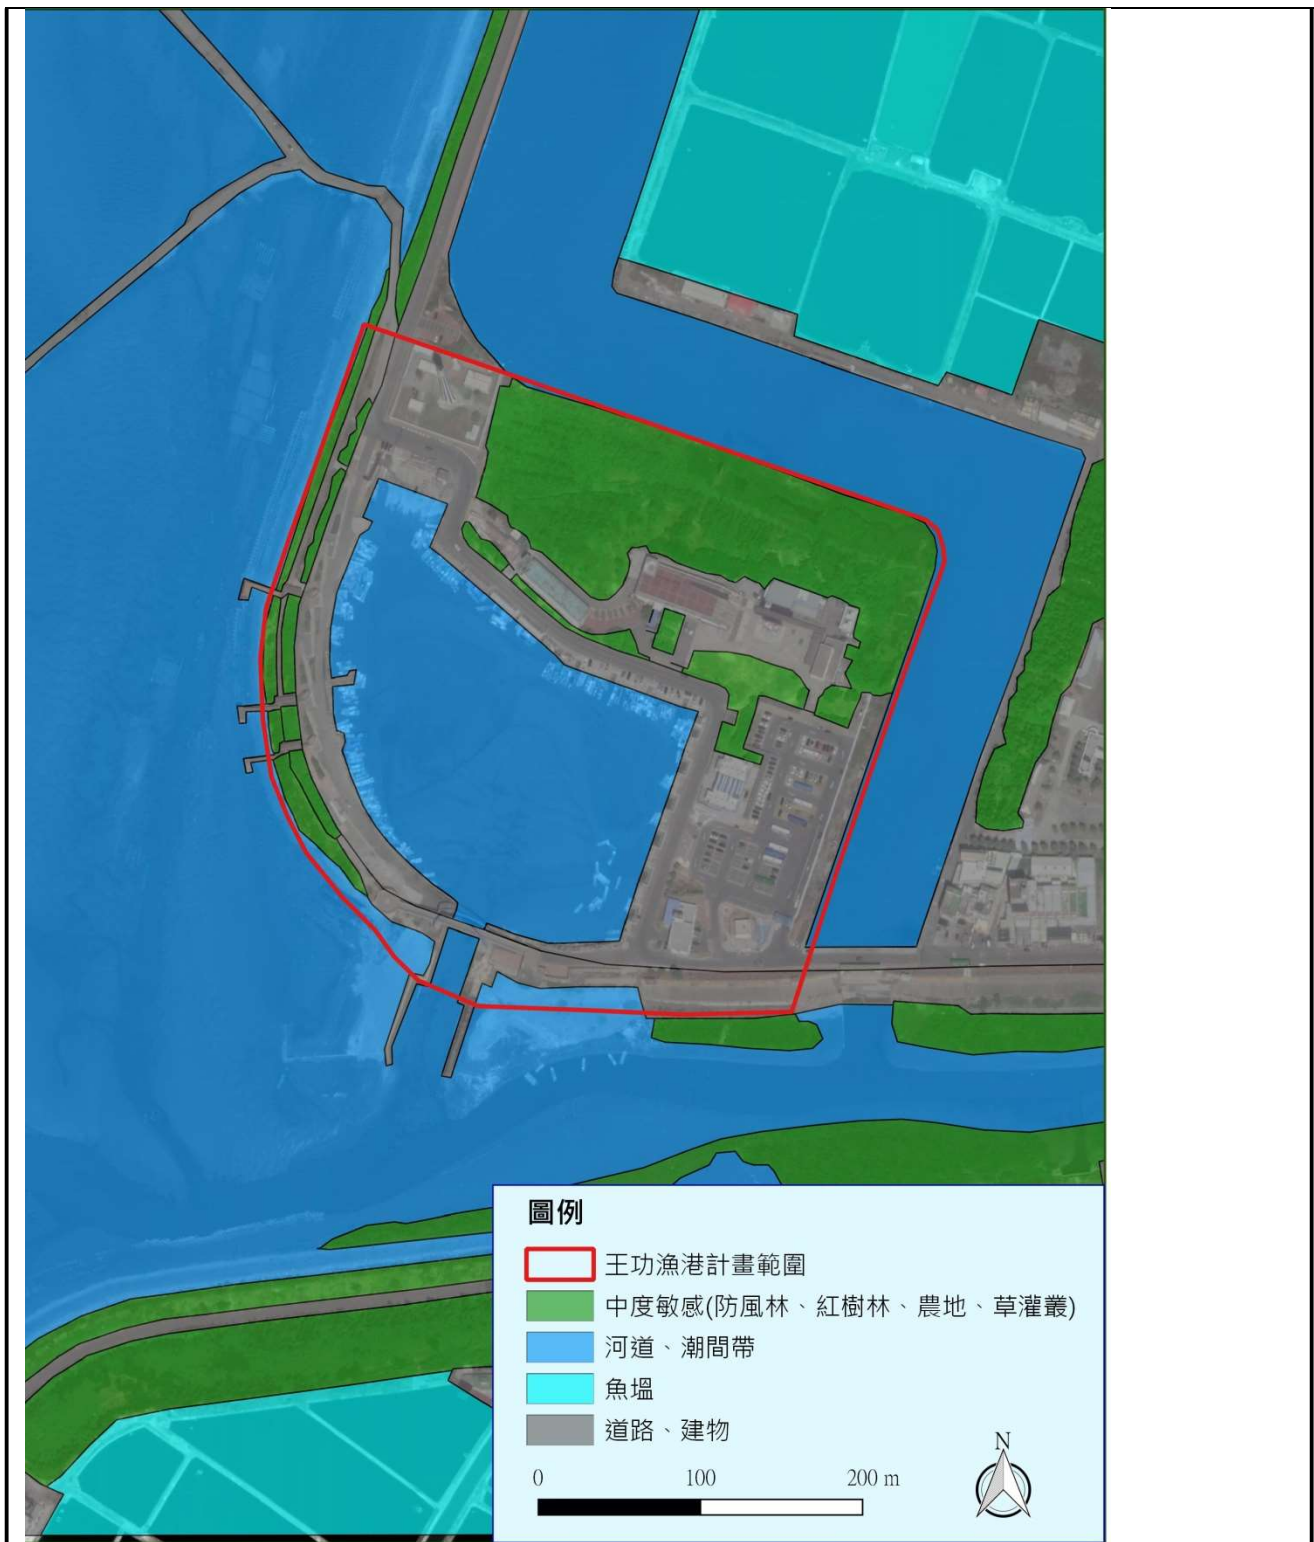 圖例
王功漁港計畫範圍
中度敏感(防風林、紅樹林、農地、草灌叢)
河道、潮間帶
魚塭
道路、建物
0 100 200 m
N